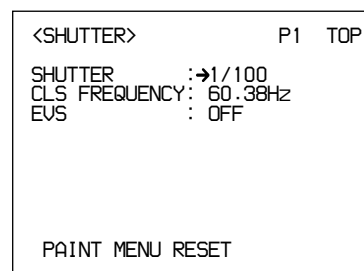 <SHUTTER> P1 TOP
SHUTTER :➔1/100
CLS FREQUENCY: 60.38Hz
EVS : OFF
PAINT MENU RESET